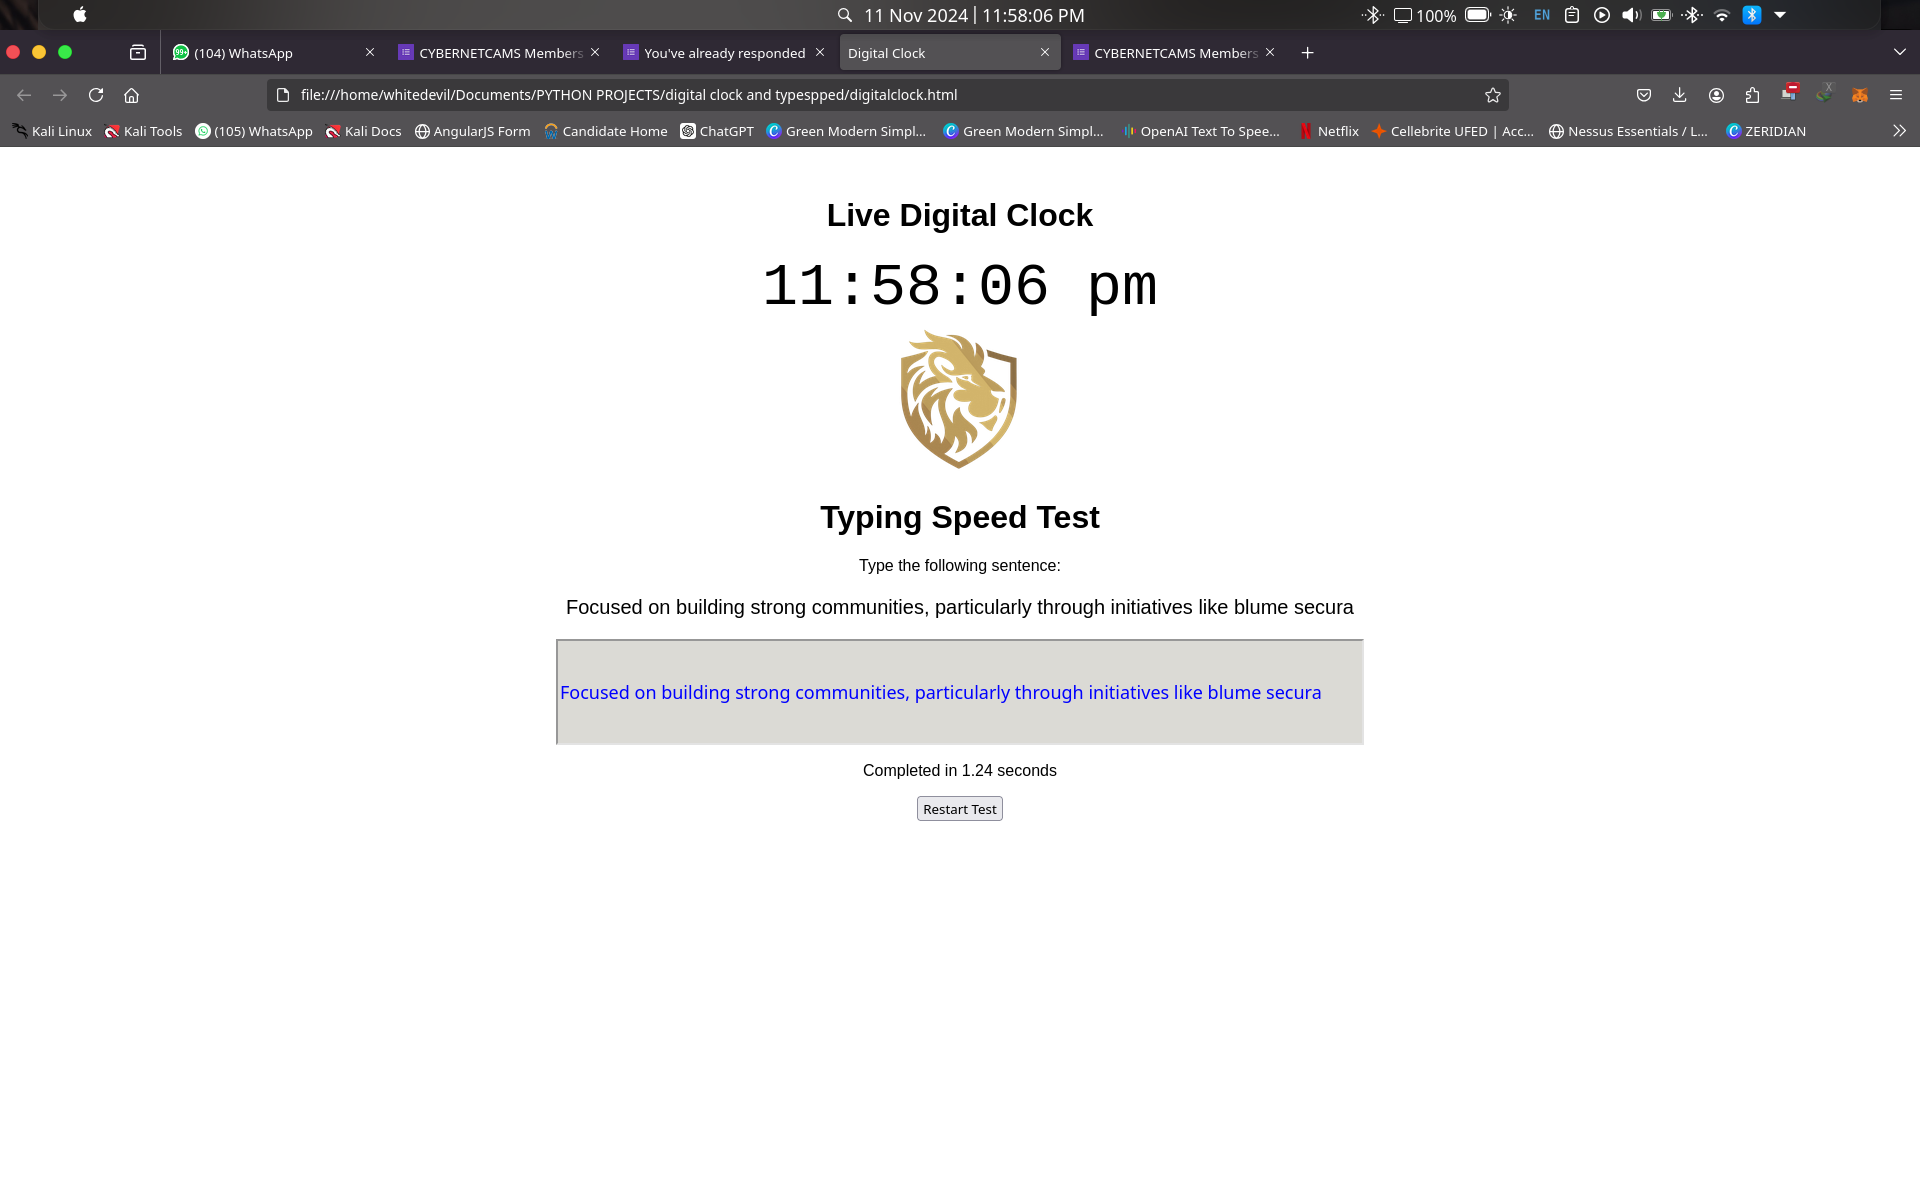 11 Nov 2024 | 11:58:06 PM
100%
EN
(104) WhatsApp
CYBERNETCAMS Members
You've already responded
Digital Clock
CYBERNETCAMS Members
file:///home/whitedevil/Documents/PYTHON PROJECTS/digital clock and typespped/digitalclock.html
Kali Linux
Kali Tools
(105) WhatsApp
Kali Docs
AngularJS Form
Candidate Home
ChatGPT
Green Modern Simpl...
Green Modern Simpl...
OpenAI Text To Spee...
Netflix
Cellebrite UFED | Acc...
Nessus Essentials / L...
ZERIDIAN
Live Digital Clock
11:58:06 pm
Typing Speed Test
Type the following sentence:
Focused on building strong communities, particularly through initiatives like blume secura
Focused on building strong communities, particularly through initiatives like blume secura
Completed in 1.24 seconds
Restart Test